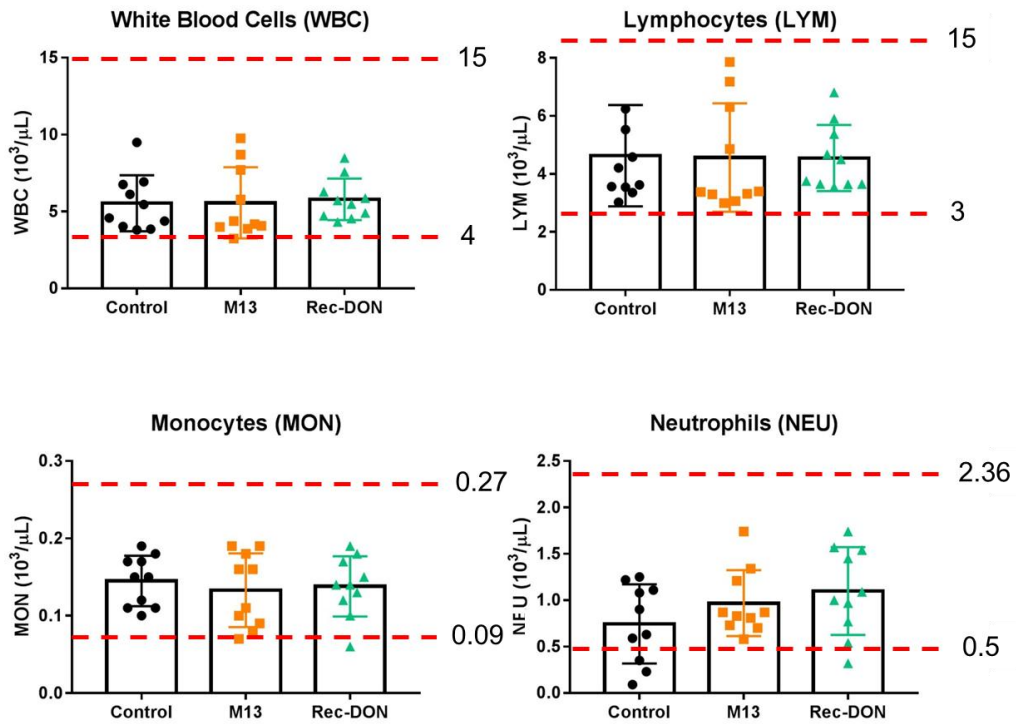 White Blood Cells (WBC)
15
15
10
5
0
4
WBC (10³/μL)
Control M13 Rec-DON
Lymphocytes (LYM)
15
8
6
4
2
0
3
LYM (10³/μL)
Control M13 Rec-DON
Monocytes (MON)
0.3
0.27
0.2
0.1
0.09
0.0
MON (10³/μL)
Control M13 Rec-DON
Neutrophils (NEU)
2.5
2.36
2.0
1.5
1.0
0.5
0.5
0.0
NEU (10³/μL)
Control M13 Rec-DON